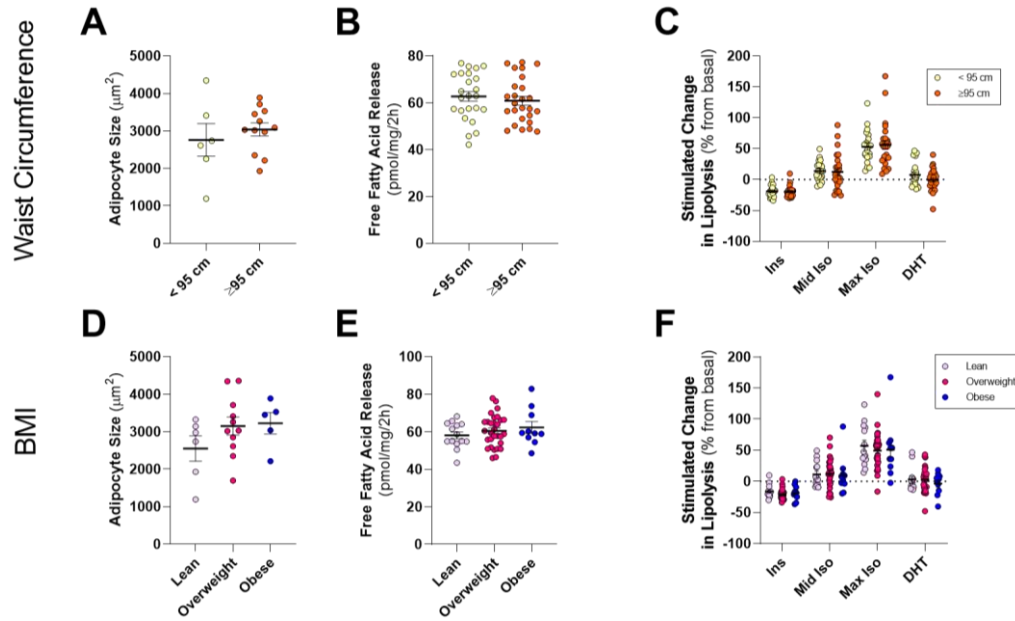 Waist Circumference
A
Adipocyte Size (μm²)
5000
4000
3000
2000
1000
0
< 95 cm
≥95 cm
B
Free Fatty Acid Release
(pmol/mg/2h)
80
60
40
20
0
< 95 cm
≥95 cm
C
Stimulated Change
in Lipolysis (% from basal)
200
150
100
50
0
-50
-100
Ins
Mid Iso
Max Iso
DHT
< 95 cm
≥95 cm
BMI
D
Adipocyte Size (μm²)
5000
4000
3000
2000
1000
0
Lean
Overweight
Obese
E
Free Fatty Acid Release
(pmol/mg/2h)
100
80
60
40
20
0
Lean
Overweight
Obese
F
Stimulated Change
in Lipolysis (% from basal)
200
150
100
50
0
-50
-100
Ins
Mid Iso
Max Iso
DHT
Lean
Overweight
Obese